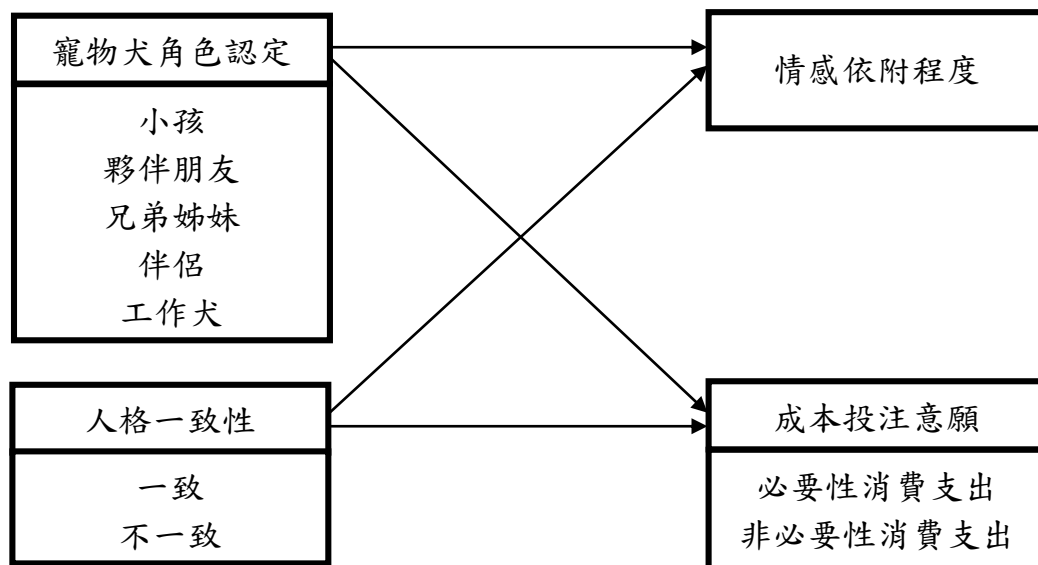 寵物犬角色認定
小孩
夥伴朋友
兄弟姊妹
伴侶
工作犬
情感依附程度
人格一致性
一致
不一致
成本投注意願
必要性消費支出
非必要性消費支出